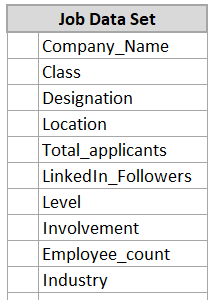 Job Data Set
Company_Name
Class
Designation
Location
Total_applicants
LinkedIn_Followers
Level
Involvement
Employee_count
Industry